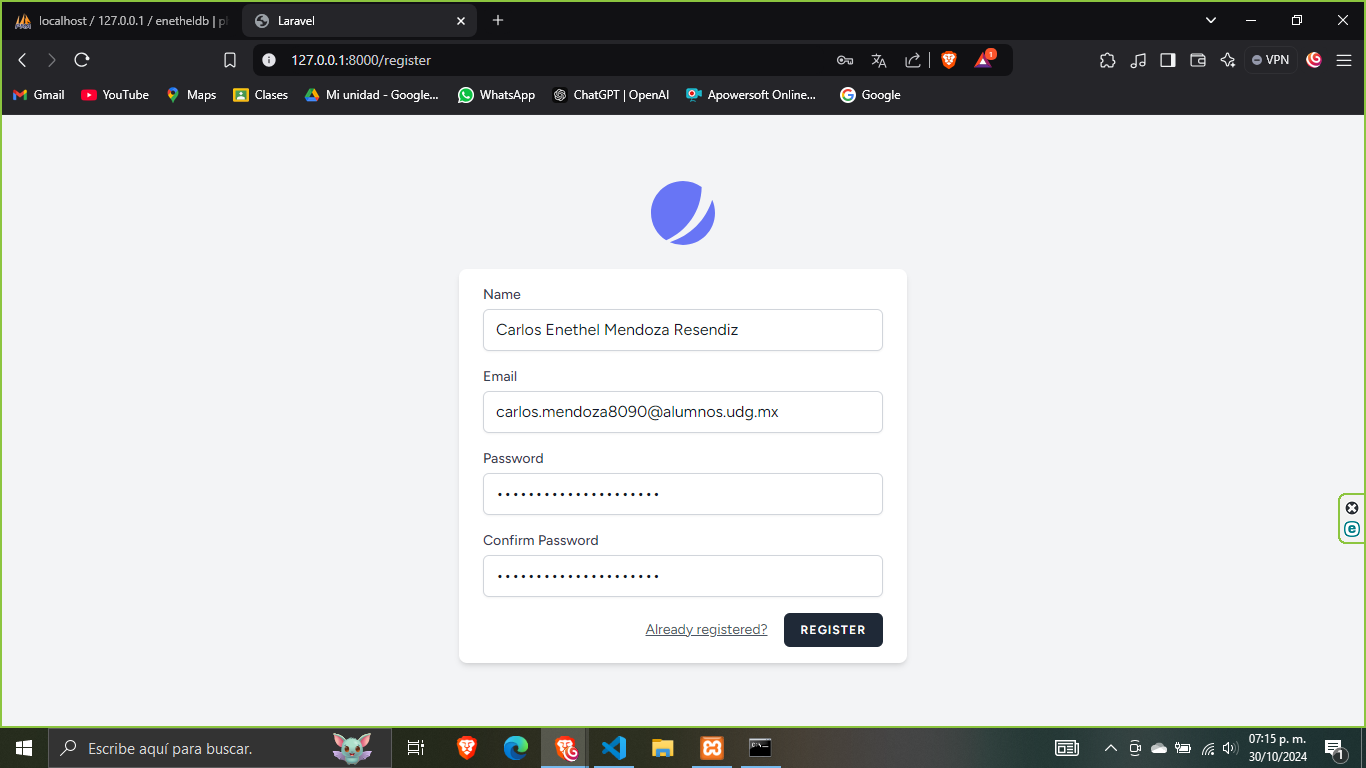 localhost / 127.0.0.1 / enetheldb | ph
Laravel
127.0.0.1:8000/register
1
VPN
Gmail
YouTube
Maps
Clases
Mi unidad - Google...
WhatsApp
ChatGPT | OpenAI
Apowersoft Online...
Google
Name
Carlos Enethel Mendoza Resendiz
Email
carlos.mendoza8090@alumnos.udg.mx
Password
•••••••••••••••••••••
Confirm Password
•••••••••••••••••••••
Already registered?
REGISTER
Escribe aquí para buscar.
07:15 p. m.
30/10/2024
1